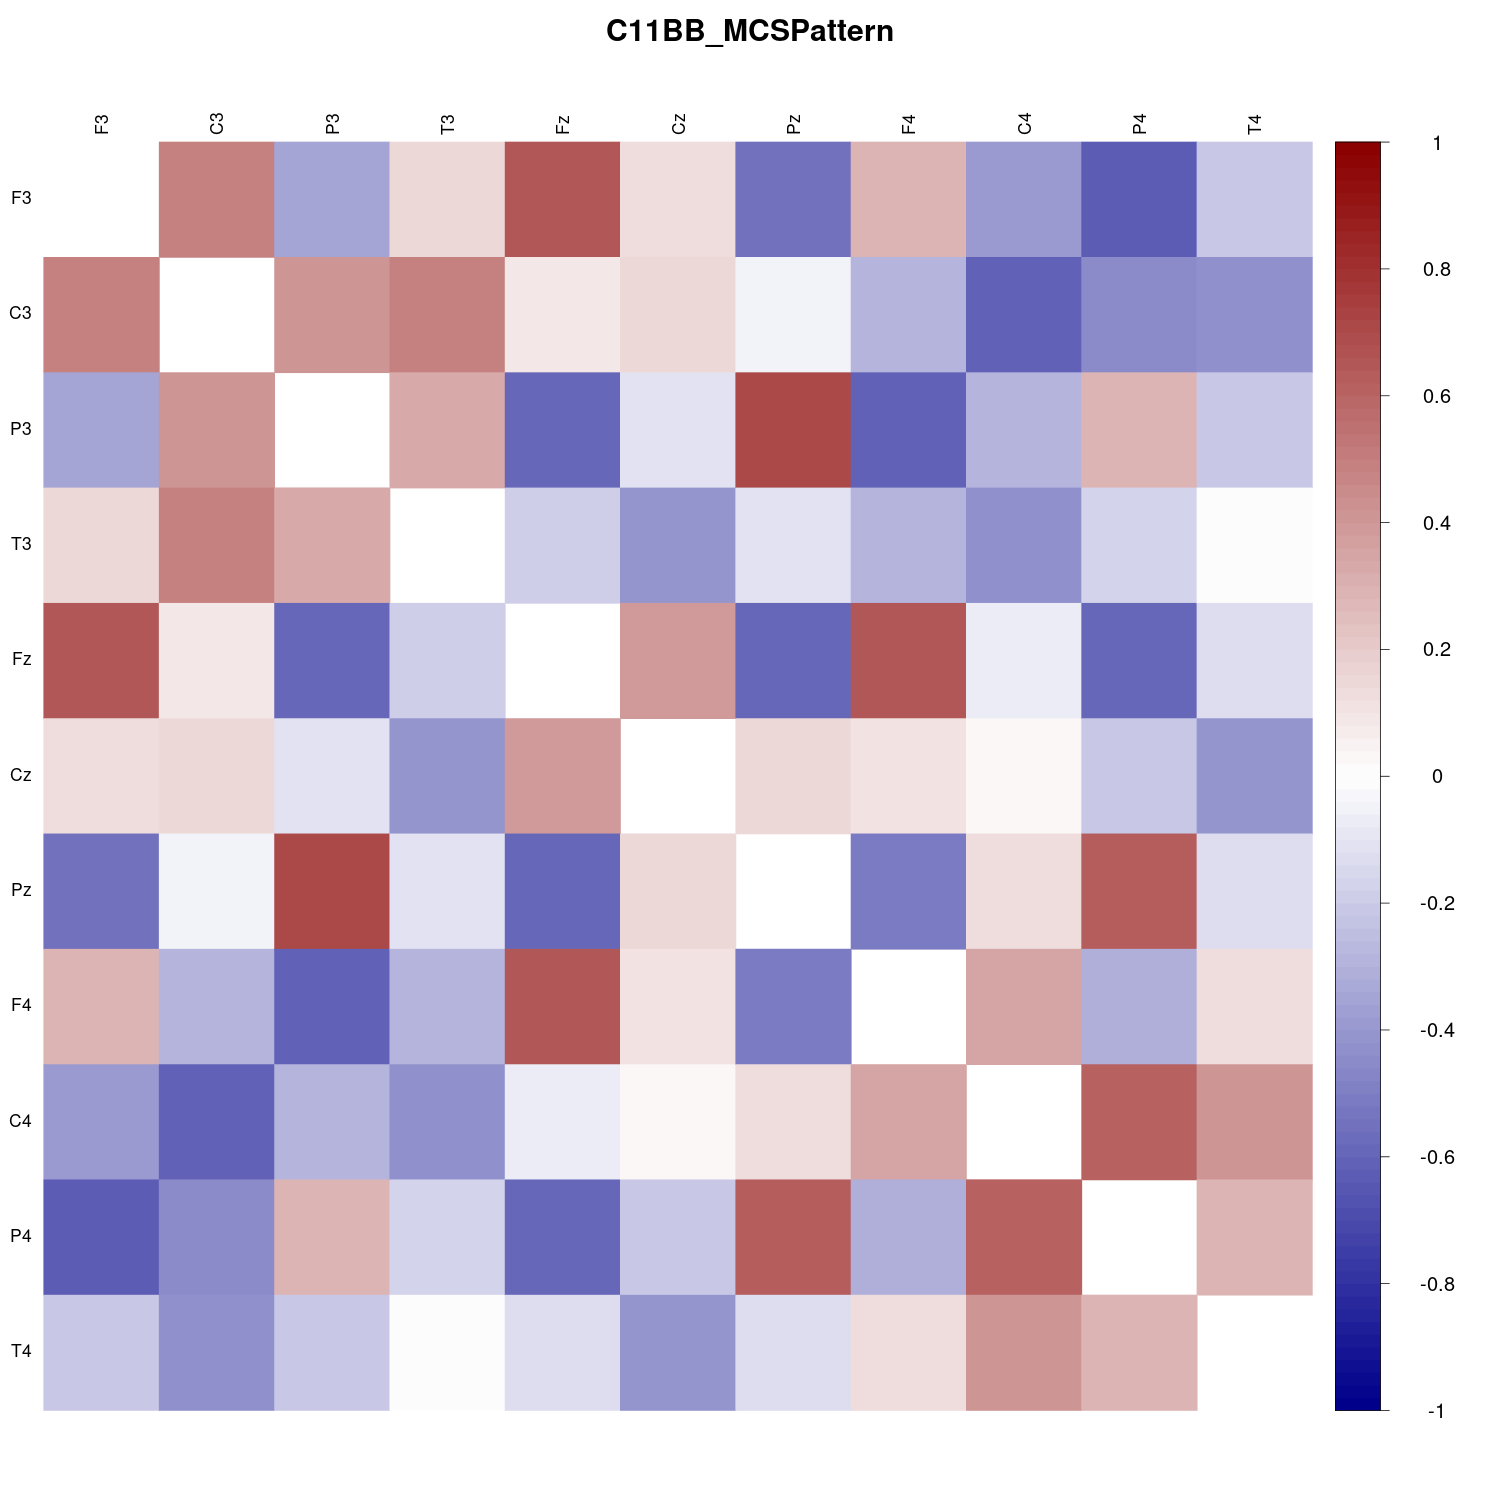 C11BB_MCSPattern
F3 C3 P3 T3 Fz Cz Pz F4 C4 P4 T4
F3
C3
P3
T3
Fz
Cz
Pz
F4
C4
P4
T4
1
0.8
0.6
0.4
0.2
0
-0.2
-0.4
-0.6
-0.8
-1